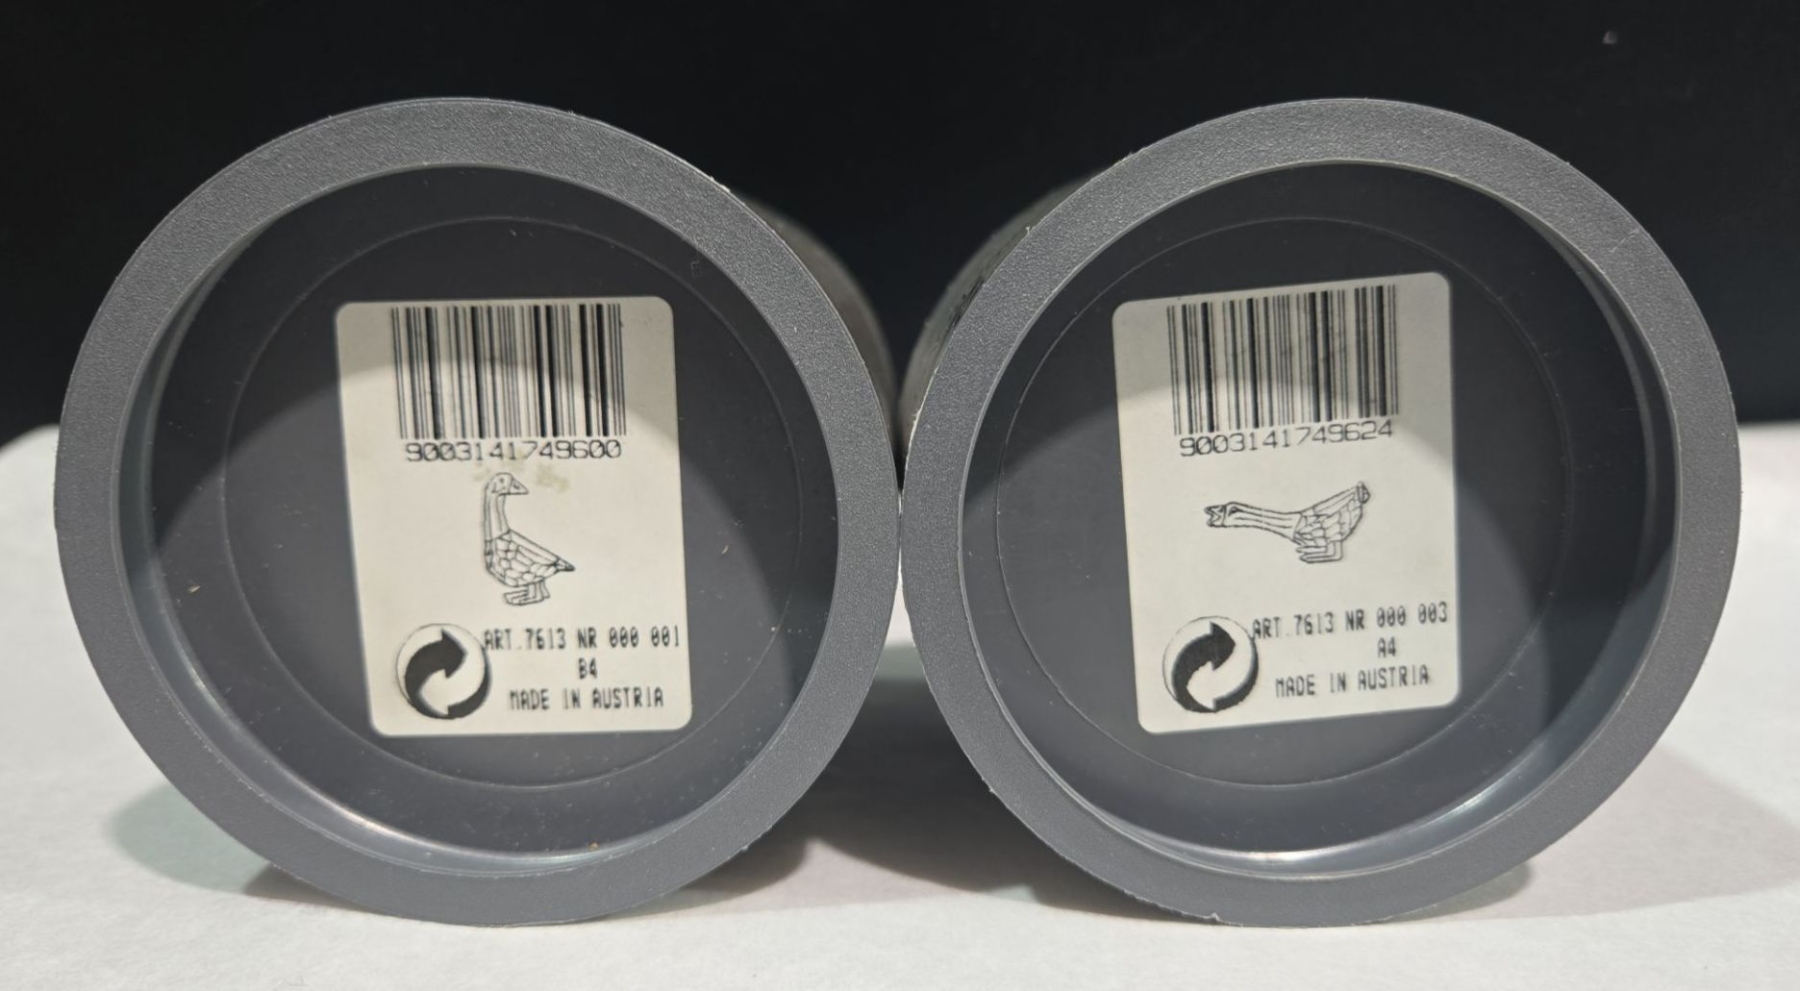 9003141749600
ART.7613 NR 000 001
B4
MADE IN AUSTRIA
9003141749624
ART.7613 NR 000 003
A4
MADE IN AUSTRIA